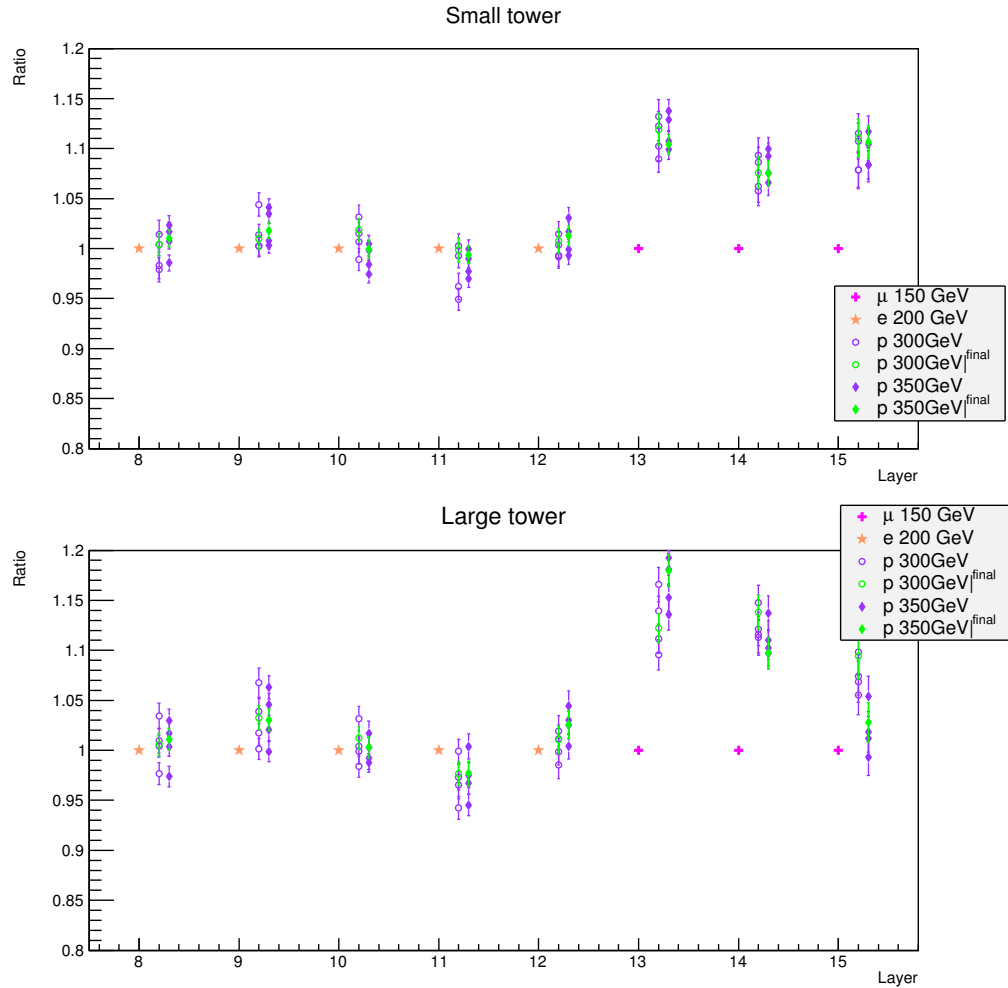 Small tower
Ratio
1.2
1.15
1.1
1.05
1
0.95
0.9
0.85
0.8
8 9 10 11 12 13 14 15
Layer
μ 150 GeV
e 200 GeV
p 300GeV
p 300GeV|final
p 350GeV
p 350GeV|final
Large tower
Ratio
1.2
1.15
1.1
1.05
1
0.95
0.9
0.85
0.8
8 9 10 11 12 13 14 15
Layer
μ 150 GeV
e 200 GeV
p 300GeV
p 300GeV|final
p 350GeV
p 350GeV|final